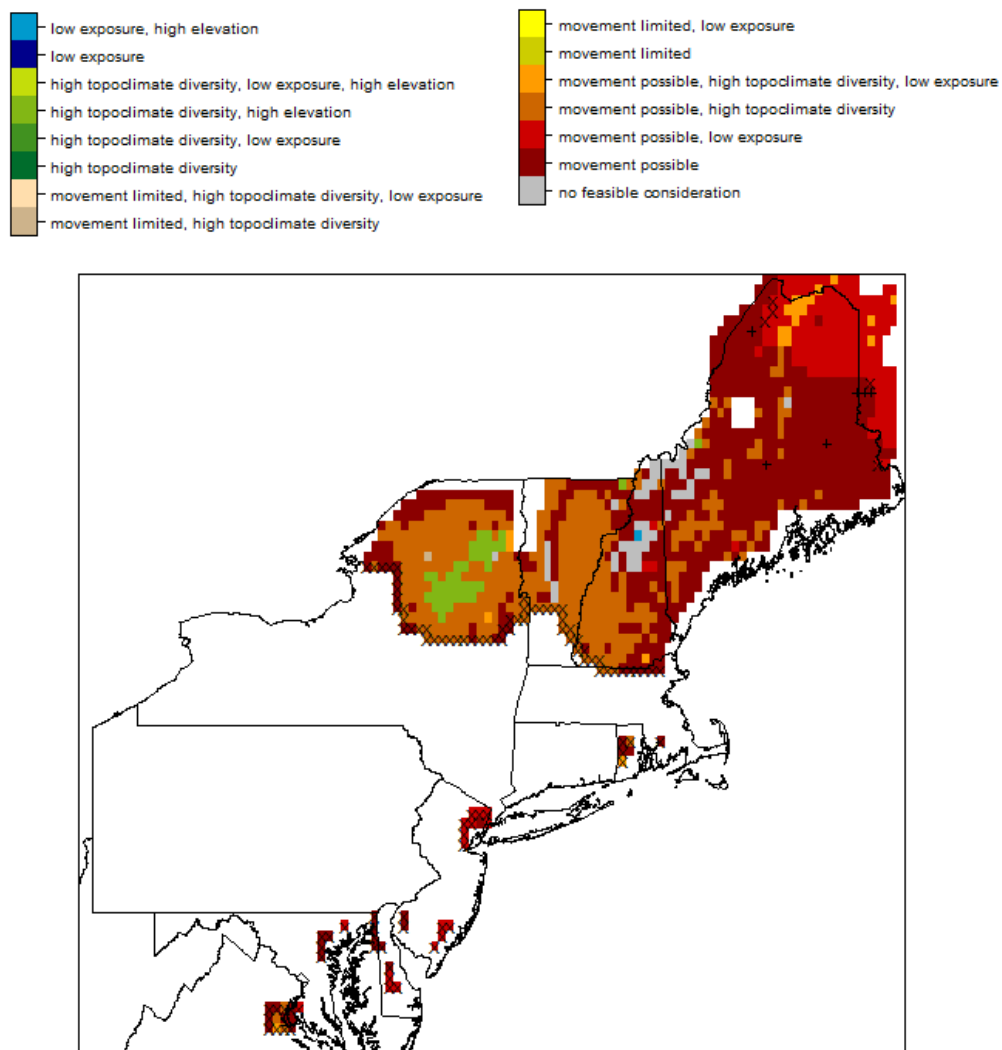 low exposure, high elevation
low exposure
high topoclimate diversity, low exposure, high elevation
high topoclimate diversity, high elevation
high topoclimate diversity, low exposure
high topoclimate diversity
movement limited, high topoclimate diversity, low exposure
movement limited, high topoclimate diversity
movement limited, low exposure
movement limited
movement possible, high topoclimate diversity, low exposure
movement possible, high topoclimate diversity
movement possible, low exposure
movement possible
no feasible consideration